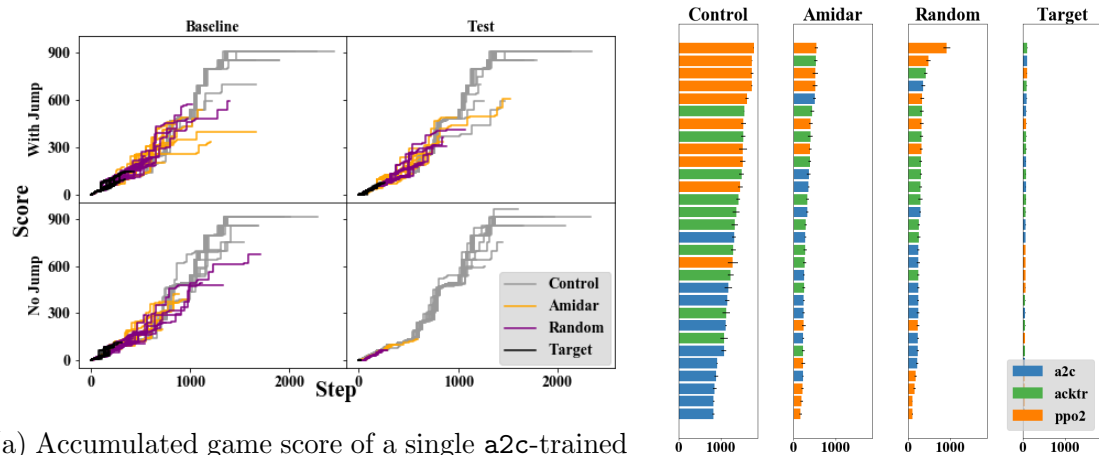 Baseline Test
900
600
300
0
With Jump
900
600
300
0
No Jump
Score
0 1000 2000 0 1000 2000
Step
Control
Amidar
Random
Target
Control Amidar Random Target
a2c
acktr
ppo2
0 1000 0 1000 0 1000 0 1000
a) Accumulated game score of a single a2c-trained